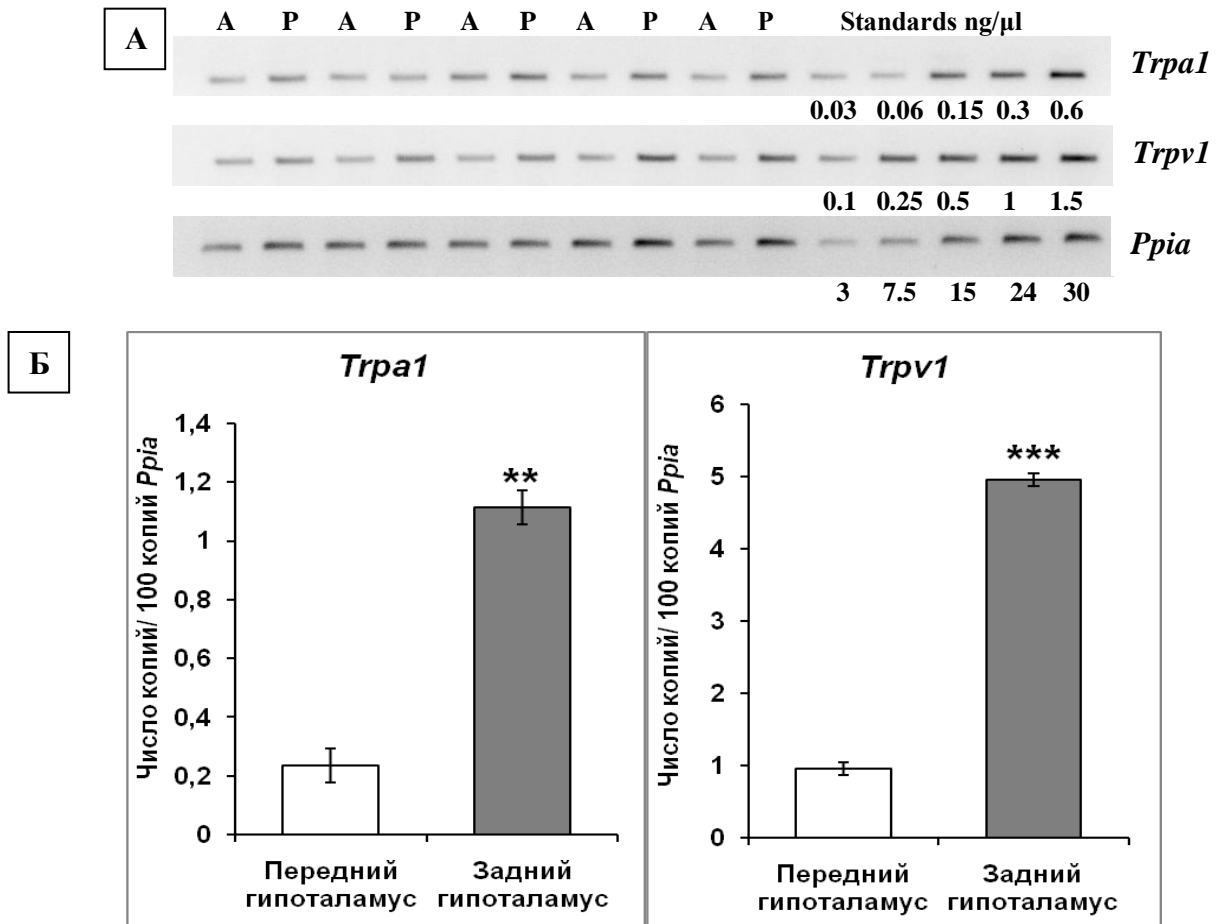 А
A P A P A P A P A P Standards ng/µl
Trpa1
0.03 0.06 0.15 0.3 0.6
Trpv1
0.1 0.25 0.5 1 1.5
Ppia
3 7.5 15 24 30
Б
Trpa1
Число копий/ 100 копий Ppia
1,4
1,2
1
0,8
0,6
0,4
0,2
0
**
Передний гипоталамус
Задний гипоталамус
Trpv1
Число копий/ 100 копий Ppia
6
5
4
3
2
1
0
***
Передний гипоталамус
Задний гипоталамус